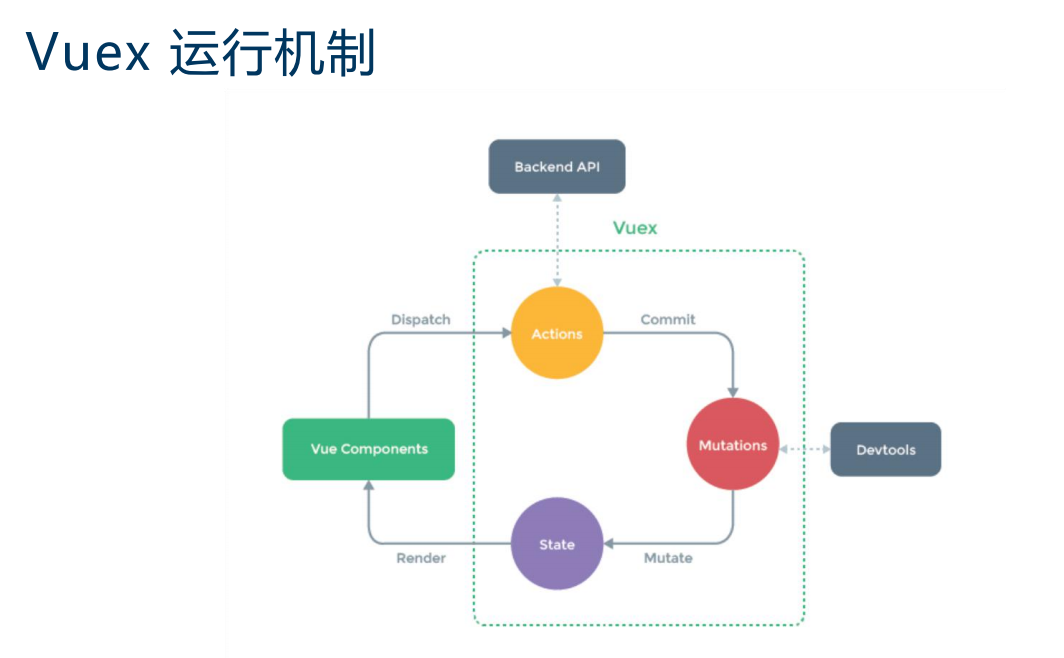 Vuex 运行机制
Backend API
Vuex
Dispatch
Actions
Commit
Vue Components
Mutations
Devtools
State
Render
Mutate